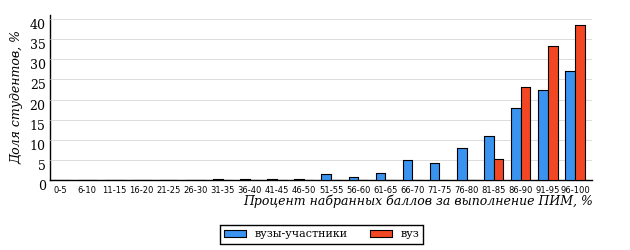 Доля студентов, %
40
35
30
25
20
15
10
5
0
0-5 6-10 11-15 16-20 21-25 26-30 31-35 36-40 41-45 46-50 51-55 56-60 61-65 66-70 71-75 76-80 81-85 86-90 91-95 96-100
Процент набранных баллов за выполнение ПИМ, %
вузы-участники вуз